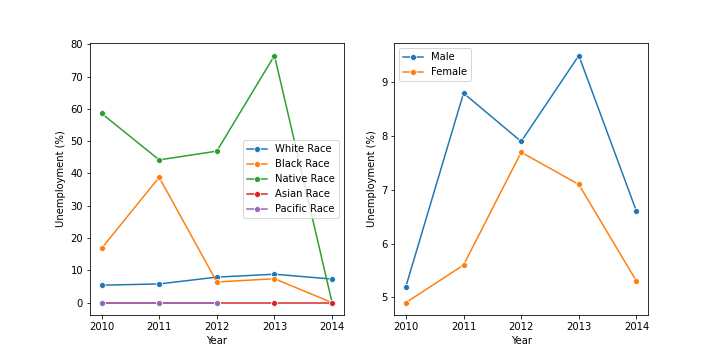 80
70
60
50
40
30
20
10
0
Unemployment (%)
White Race
Black Race
Native Race
Asian Race
Pacific Race
2010 2011 2012 2013 2014
Year
9
8
7
6
5
Unemployment (%)
Male
Female
2010 2011 2012 2013 2014
Year